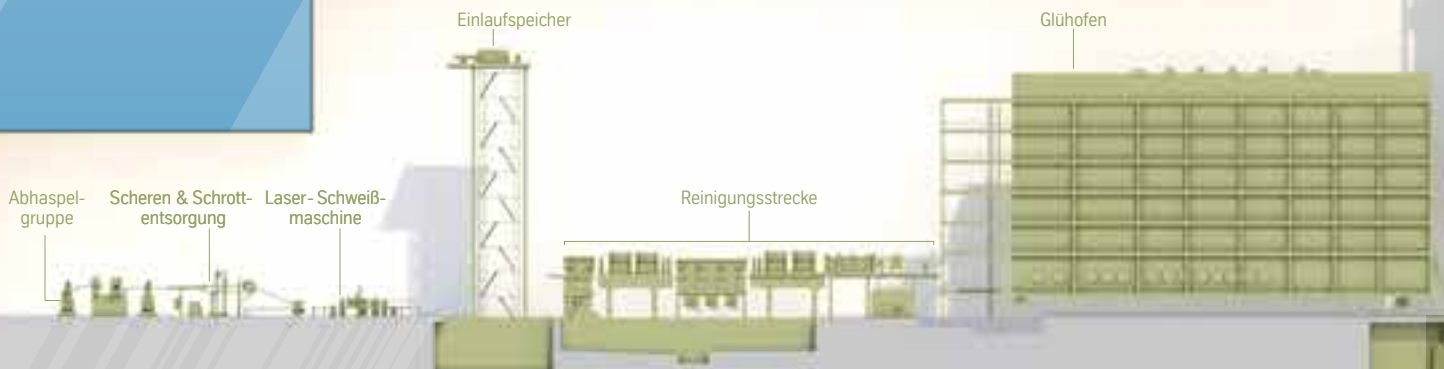 Einlaufspeicher
Glühofen
Abhaspel-
gruppe
Scheren & Schrott-
entsorgung
Laser- Schweiß-
maschine
Reinigungsstrecke